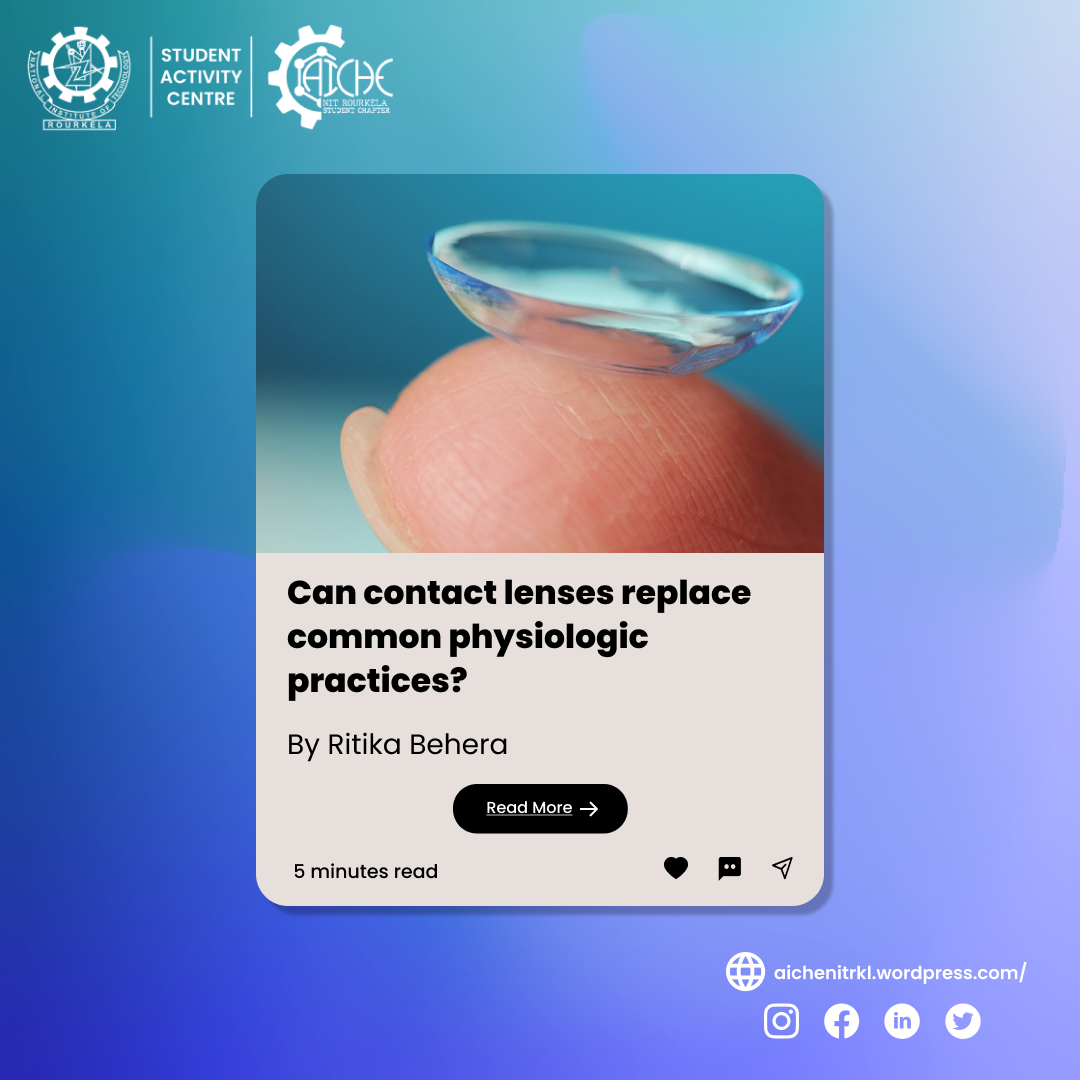 NATIONAL INSTITUTE OF TECHNOLOGY
ROURKELA
STUDENT
ACTIVITY
CENTRE
AIChE
NIT ROURKELA
STUDENT CHAPTER
Can contact lenses replace
common physiologic
practices?
By Ritika Behera
Read More
5 minutes read
aichenitrkl.wordpress.com/
in